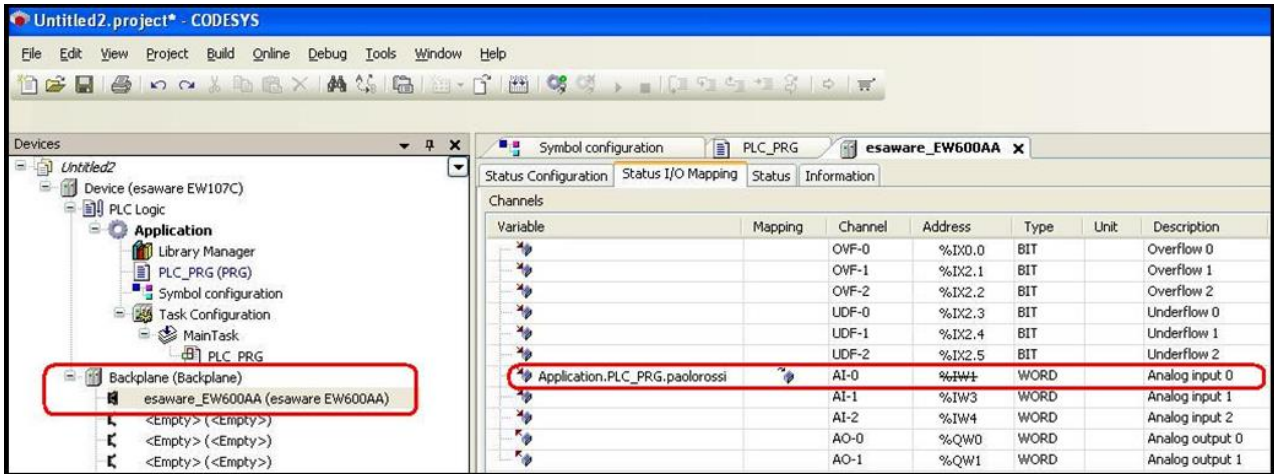 Untitled2.project* - CODESYS
File Edit View Project Build Online Debug Tools Window Help
Devices
Untitled2
Device (esaware EW107C)
PLC Logic
Application
Library Manager
PLC_PRG (PRG)
Symbol configuration
Task Configuration
MainTask
PLC_PRG
Backplane (Backplane)
esaware_EW600AA (esaware EW600AA)
<Empty> (<Empty>)
<Empty> (<Empty>)
<Empty> (<Empty>)
Symbol configuration PLC_PRG esaware_EW600AA X
Status Configuration Status I/O Mapping Status Information
Channels
Variable Mapping Channel Address Type Unit Description
OVF-0 %IX0.0 BIT Overflow 0
OVF-1 %IX2.1 BIT Overflow 1
OVF-2 %IX2.2 BIT Overflow 2
UDF-0 %IX2.3 BIT Underflow 0
UDF-1 %IX2.4 BIT Underflow 1
UDF-2 %IX2.5 BIT Underflow 2
Application.PLC_PRG.paolorossi AI-0 %IW1 WORD Analog input 0
AI-1 %IW3 WORD Analog input 1
AI-2 %IW4 WORD Analog input 2
AO-0 %QW0 WORD Analog output 0
AO-1 %QW1 WORD Analog output 1